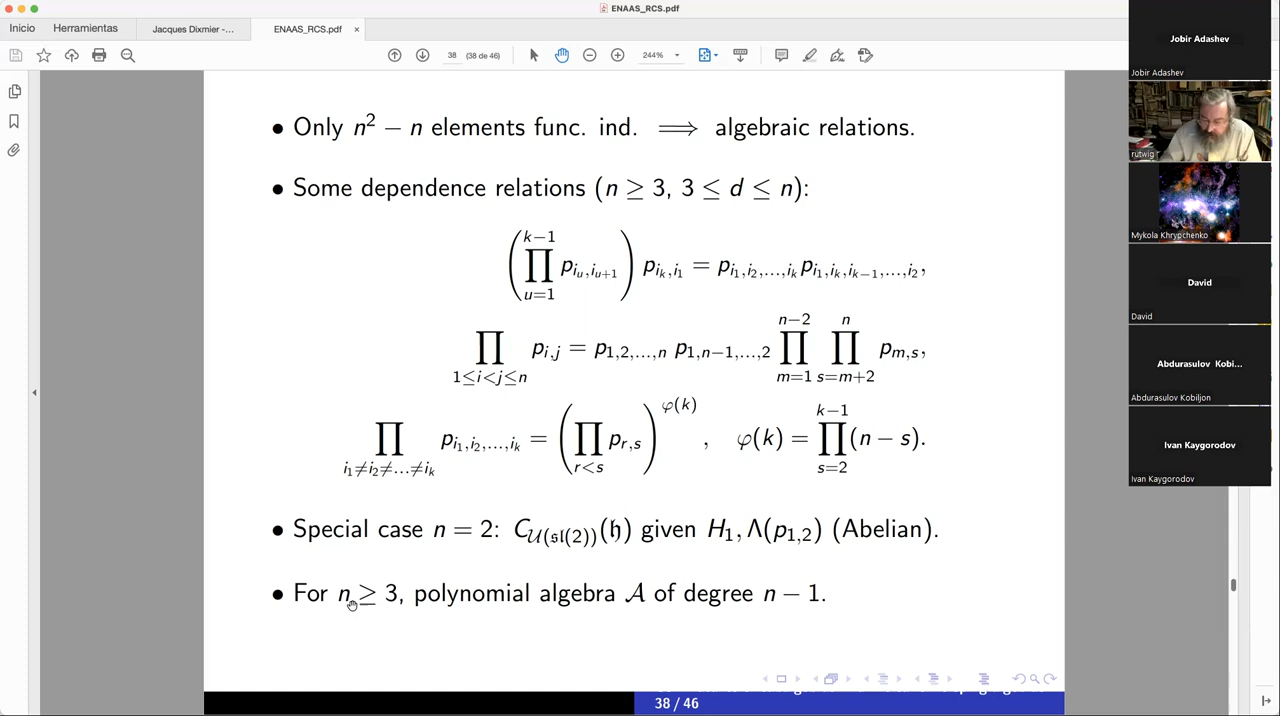 ENAAS_RCS.pdf
Inicio Herramientas Jacques Dixmier -... ENAAS_RCS.pdf ×
38 (38 de 46) 244%
• Only n² − n elements func. ind. ⟹ algebraic relations.
• Some dependence relations (n ≥ 3, 3 ≤ d ≤ n):
(∏_{u=1}^{k−1} p_{i_u,i_{u+1}}) p_{i_k,i_1} = p_{i_1,i_2,...,i_k} p_{i_1,i_k,i_{k−1},...,i_2},
∏_{1≤i<j≤n} p_{i,j} = p_{1,2,...,n} p_{1,n−1,...,2} ∏_{m=1}^{n−2} ∏_{s=m+2}^{n} p_{m,s},
∏_{i_1≠i_2≠...≠i_k} p_{i_1,i_2,...,i_k} = (∏_{r<s} p_{r,s})^{φ(k)}, φ(k) = ∏_{s=2}^{k−1} (n − s).
• Special case n = 2: C_{𝒰(𝔰𝔩(2))}(𝔥) given H₁, Λ(p_{1,2}) (Abelian).
• For n ≥ 3, polynomial algebra 𝒜 of degree n − 1.
38 / 46
Jobir Adashev
Jobir Adashev
rutwig
Mykola Khrypchenko
David
David
Abdurasulov Kobi...
Abdurasulov Kobiljon
Ivan Kaygorodov
Ivan Kaygorodov